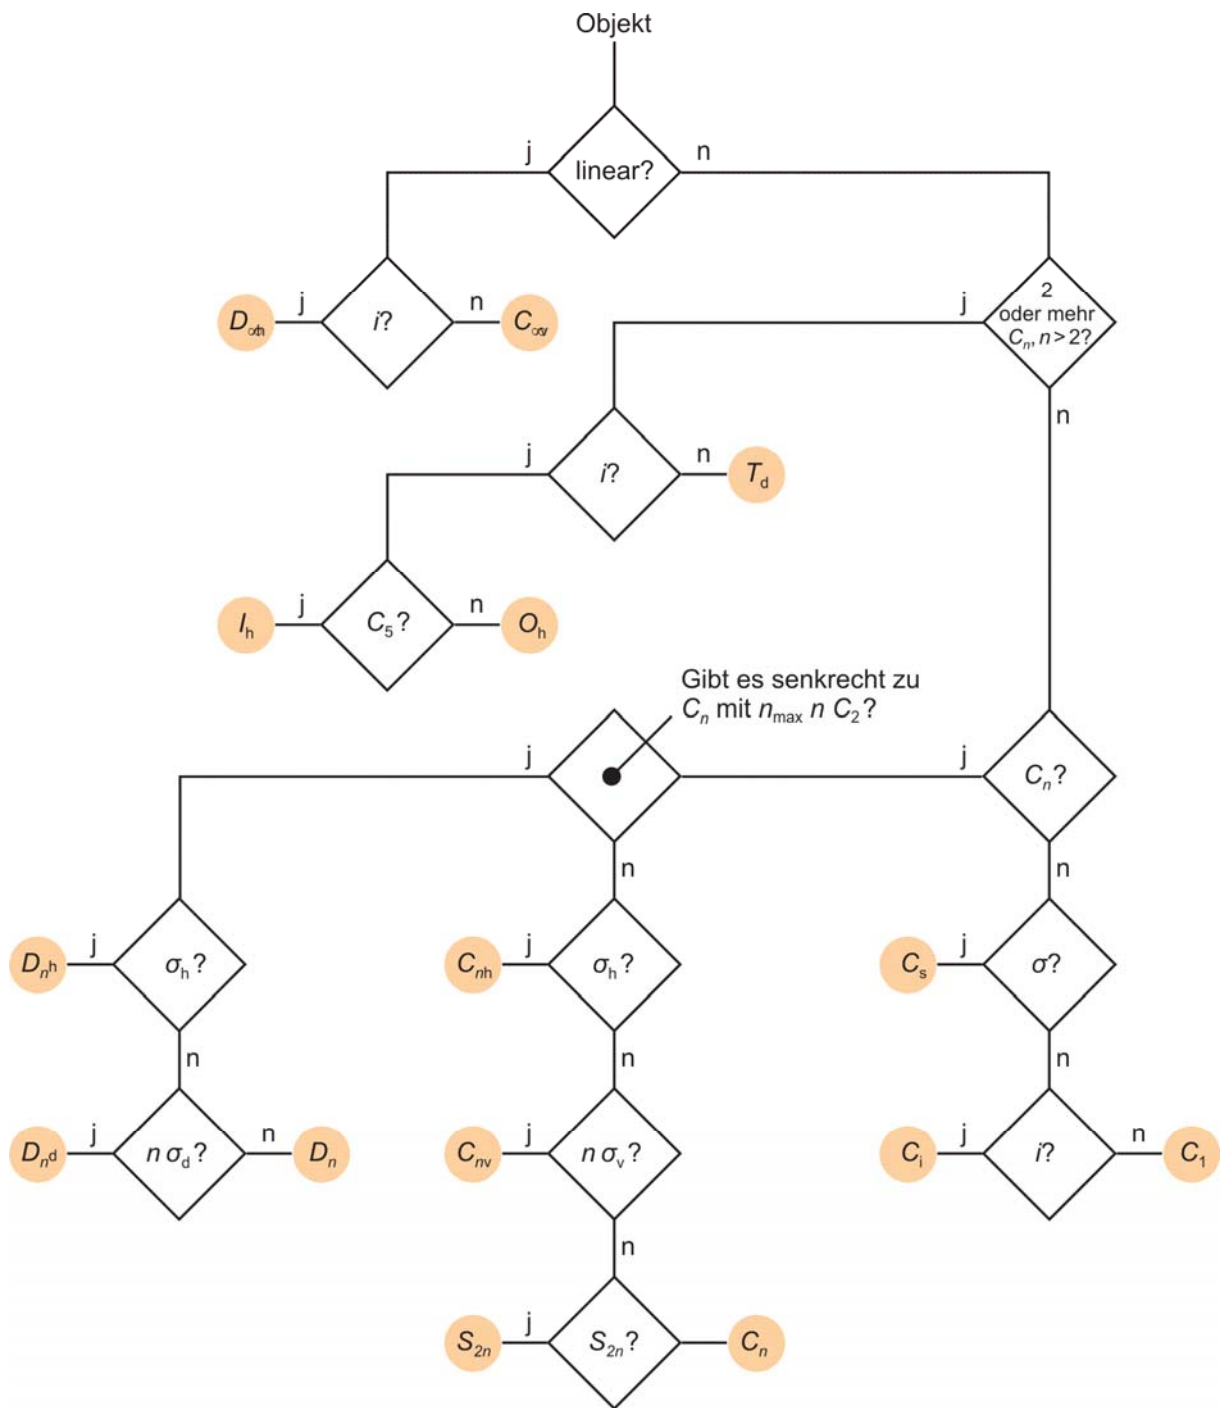 Objekt
j
n
linear?
j
n
j
D∞h
i?
C∞v
2
oder mehr
Cn, n > 2?
n
j
n
i?
Td
j
n
Ih
C5?
Oh
Gibt es senkrecht zu
Cn mit nmax n C2?
j
j
Cn?
n
n
j
j
j
Dnh
σh?
Cnh
σh?
Cs
σ?
n
n
n
j
n
j
j
n
Dnd
n σd?
Dn
Cnv
n σv?
Ci
i?
C1
n
j
S2n
S2n?
Cn